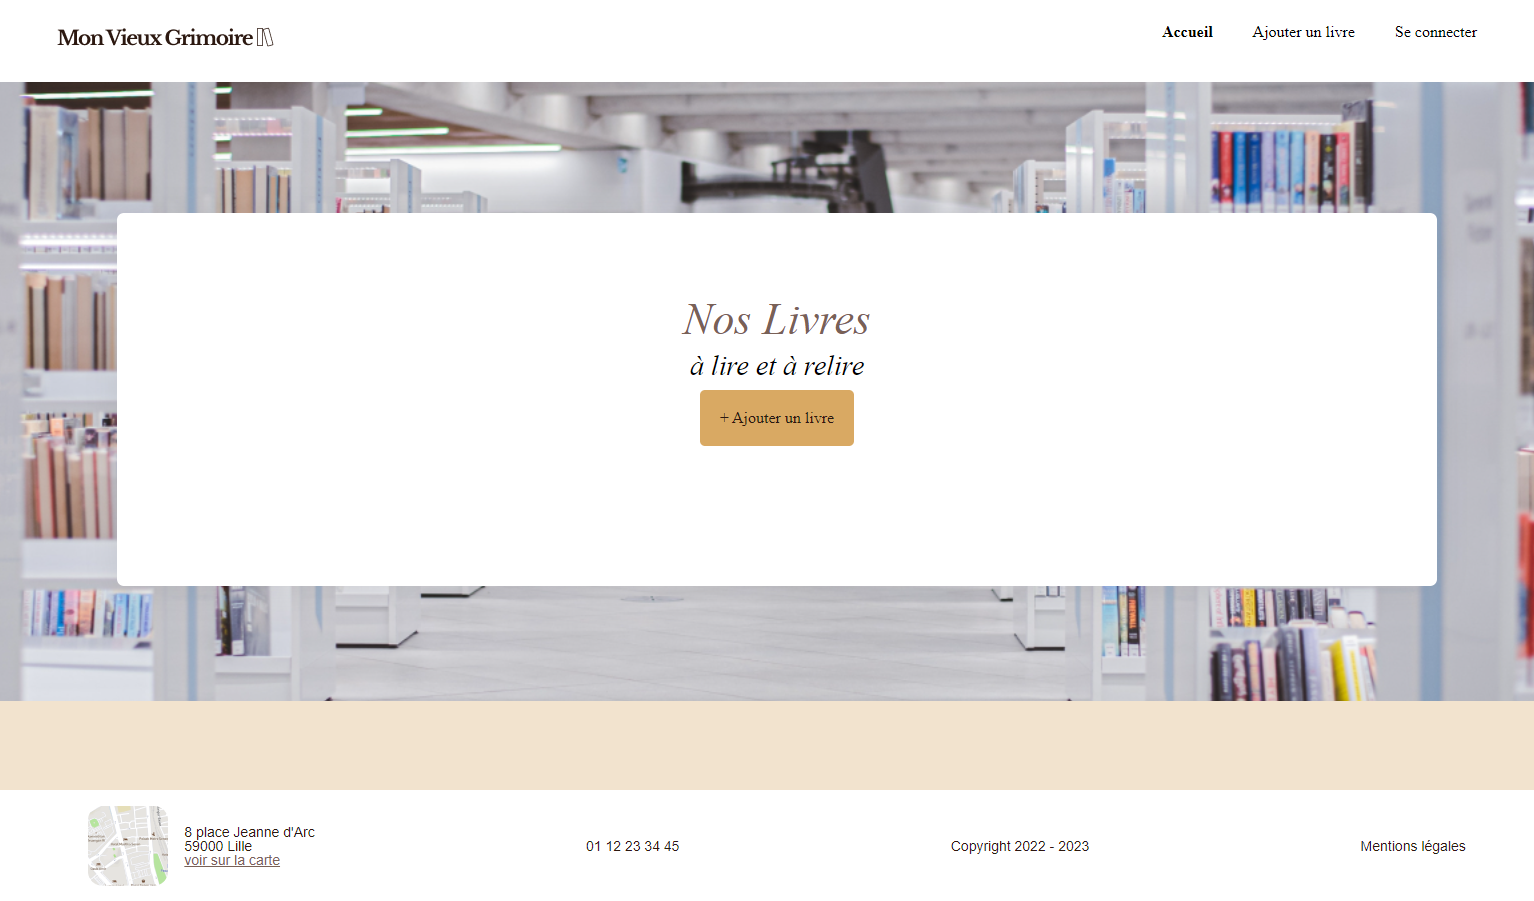 Mon Vieux Grimoire
Accueil
Ajouter un livre
Se connecter
Nos Livres
à lire et à relire
+ Ajouter un livre
8 place Jeanne d'Arc
59000 Lille
voir sur la carte
01 12 23 34 45
Copyright 2022 - 2023
Mentions légales